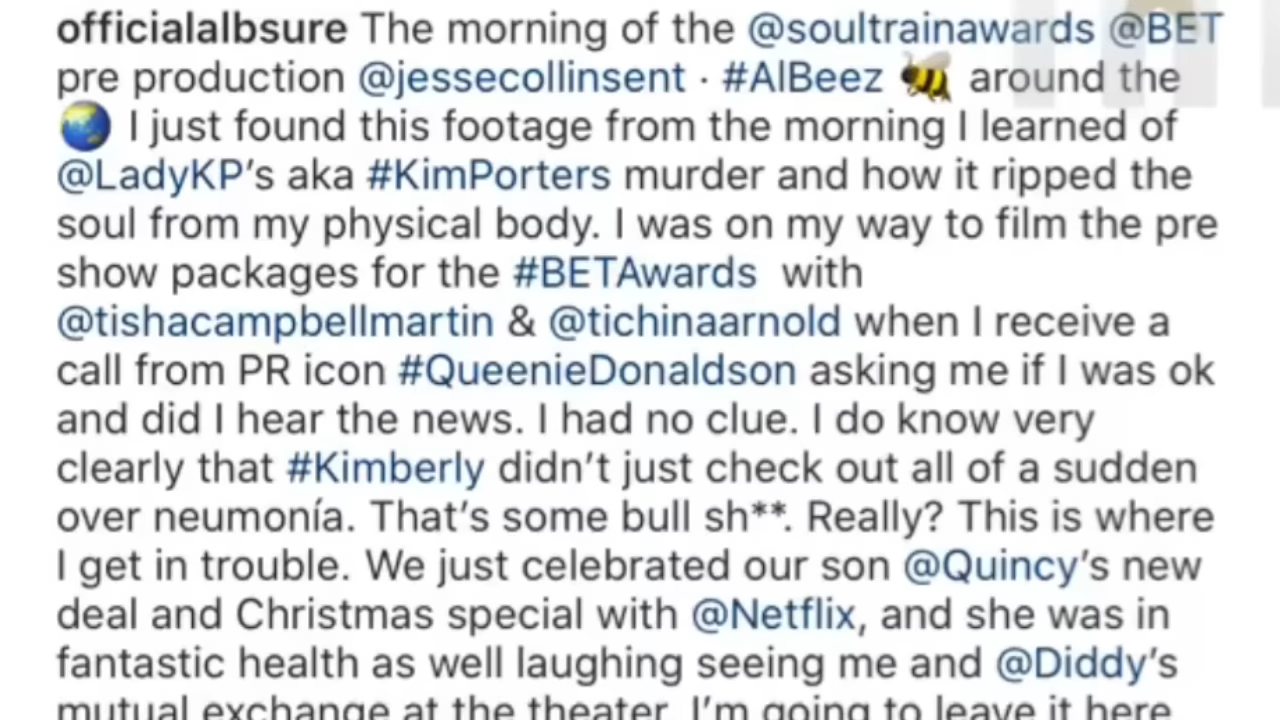 officialalbsure The morning of the @soultrainawards @BET
pre production @jessecollinsent · #AlBeez 🐝 around the
🌏 I just found this footage from the morning I learned of
@LadyKP’s aka #KimPorters murder and how it ripped the
soul from my physical body. I was on my way to film the pre
show packages for the #BETAwards with
@tishacampbellmartin & @tichinaarnold when I receive a
call from PR icon #QueenieDonaldson asking me if I was ok
and did I hear the news. I had no clue. I do know very
clearly that #Kimberly didn’t just check out all of a sudden
over neumonía. That’s some bull sh**. Really? This is where
I get in trouble. We just celebrated our son @Quincy’s new
deal and Christmas special with @Netflix, and she was in
fantastic health as well laughing seeing me and @Diddy’s
mutual exchange at the theater. I’m going to leave it here